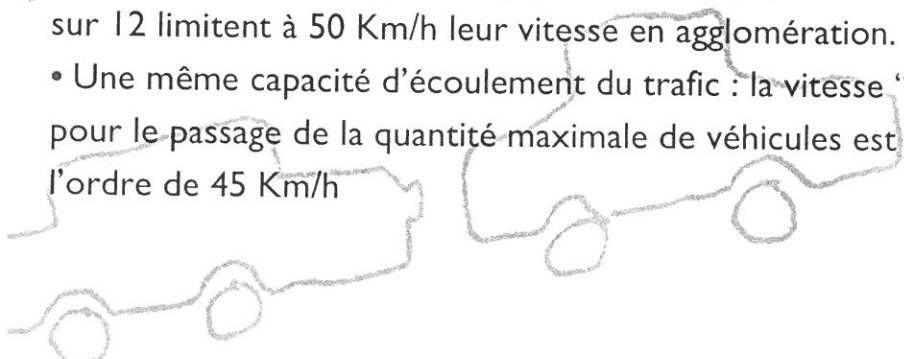 sur 12 limitent à 50 Km/h leur vitesse en agglomération.
• Une même capacité d'écoulement du trafic : la vitesse "
pour le passage de la quantité maximale de véhicules est
l'ordre de 45 Km/h